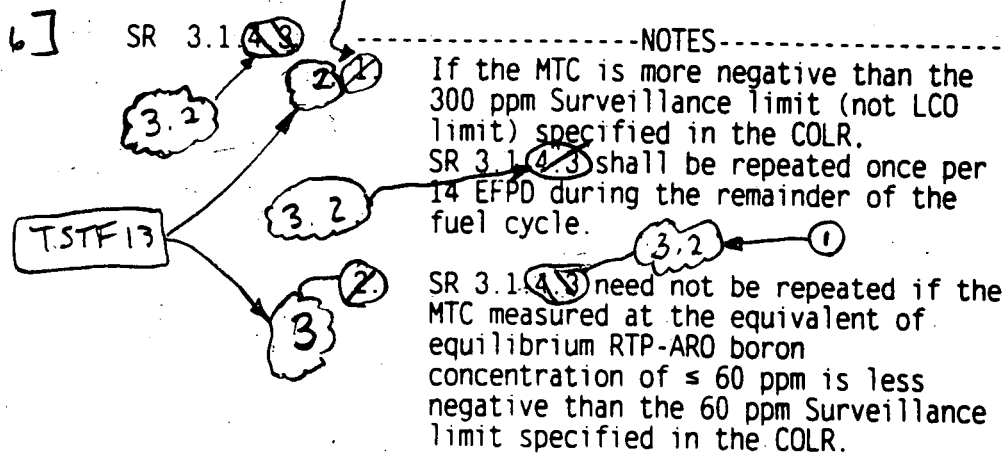 6] SR 3.1.4.3 --------------------NOTES--------------------
2 1.
If the MTC is more negative than the
3.2 300 ppm Surveillance limit (not LCO
limit) specified in the COLR.
SR 3.1.4.3 shall be repeated once per
3.2 14 EFPD during the remainder of the
TSTF 13 fuel cycle.
3.2 1
2. SR 3.1.4.3 need not be repeated if the
3 MTC measured at the equivalent of
equilibrium RTP-ARO boron
concentration of ≤ 60 ppm is less
negative than the 60 ppm Surveillance
limit specified in the COLR.